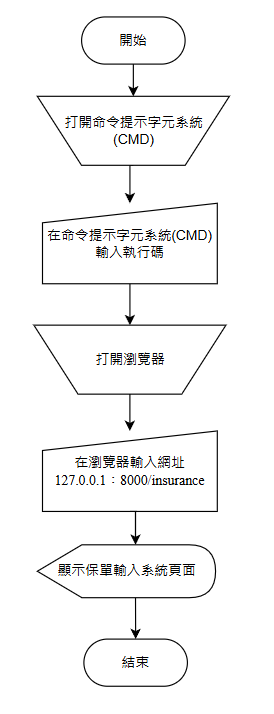 開始
打開命令提示字元系統
(CMD)
在命令提示字元系統(CMD)
輸入執行碼
打開瀏覽器
在瀏覽器輸入網址
127.0.0.1：8000/insurance
顯示保單輸入系統頁面
結束